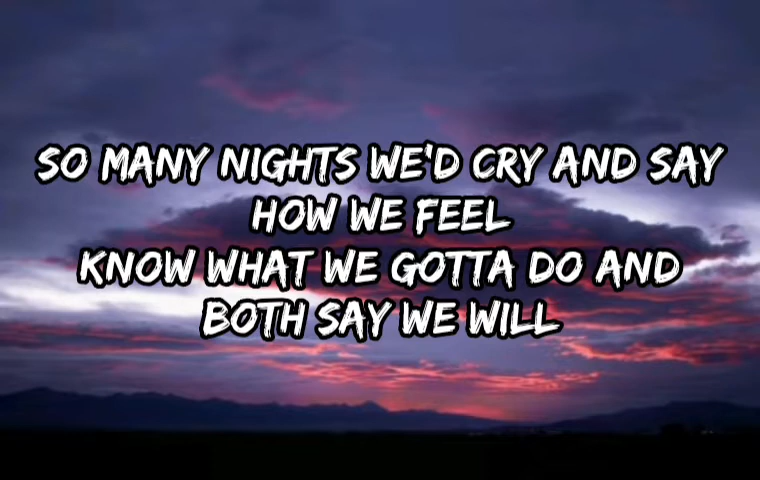 SO MANY NIGHTS WE'D CRY AND SAY
HOW WE FEEL
KNOW WHAT WE GOTTA DO AND
BOTH SAY WE WILL